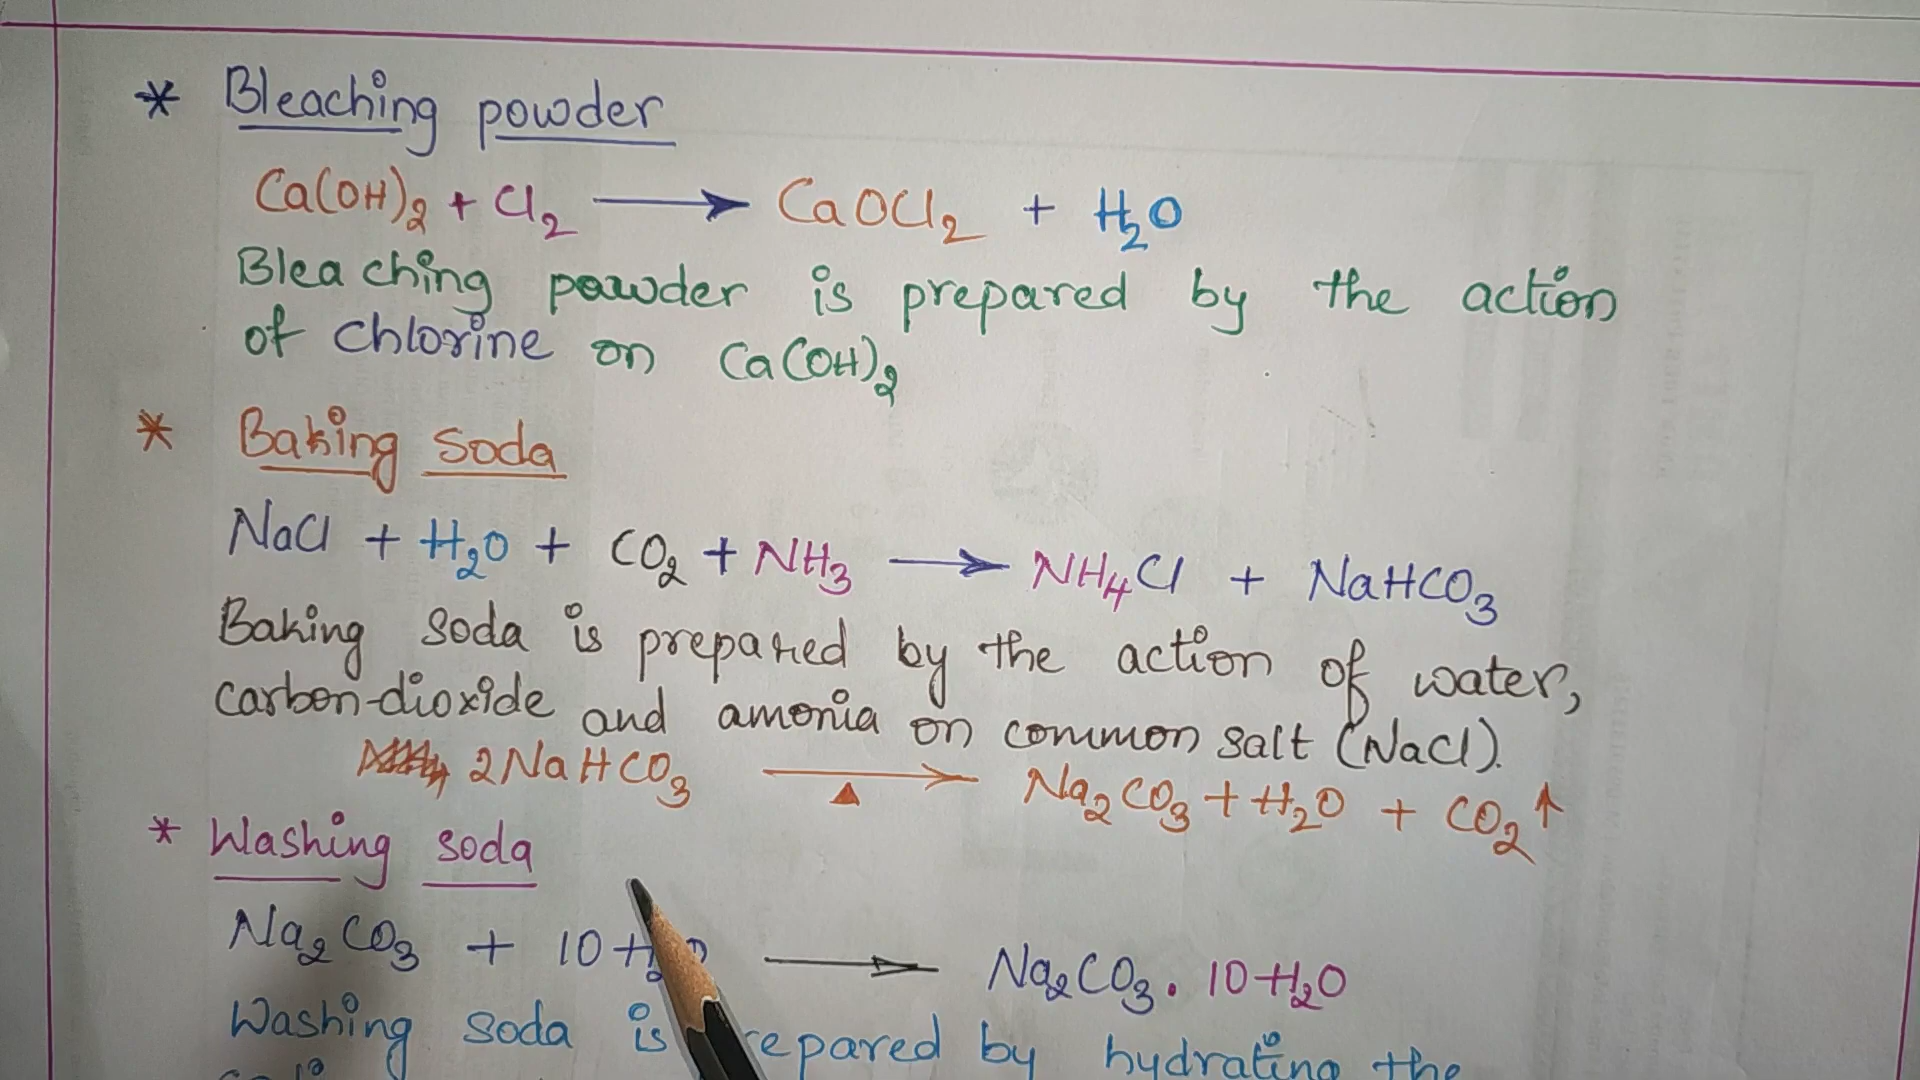 * Bleaching powder
Ca(OH)₂ + Cl₂ → CaOCl₂ + H₂O
Bleaching powder is prepared by the action
of chlorine on Ca(OH)₂
* Baking soda
NaCl + H₂O + CO₂ + NH₃ → NH₄Cl + NaHCO₃
Baking soda is prepared by the action of water,
carbon-dioxide and amonia on common salt (NaCl).
2NaHCO₃ →▲ Na₂CO₃ + H₂O + CO₂↑
* Washing soda
Na₂CO₃ + 10H₂O → Na₂CO₃. 10H₂O
Washing soda is prepared by hydrating the